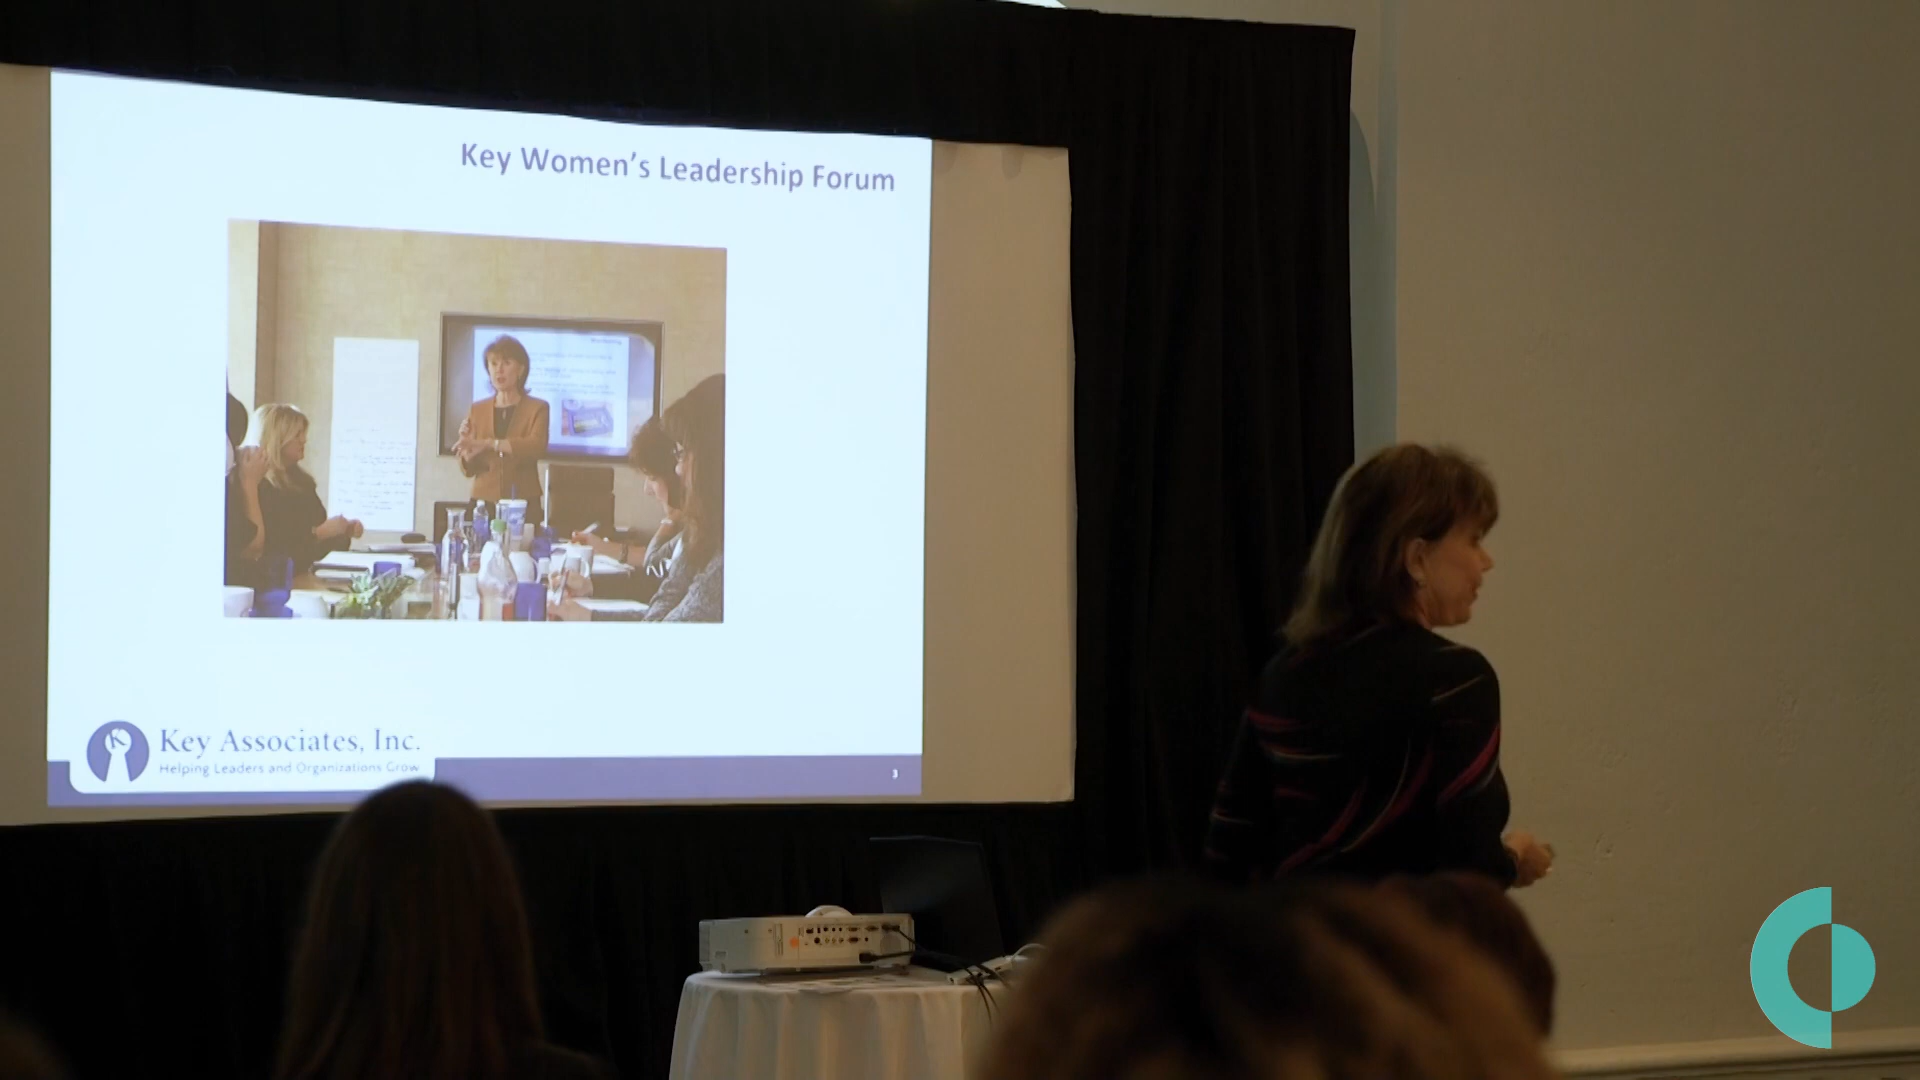 Key Women's Leadership Forum
Key Associates, Inc.
Helping Leaders and Organizations Grow
3